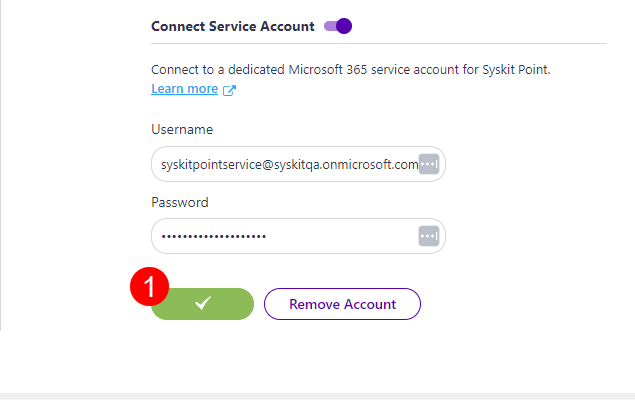 Connect Service Account
Connect to a dedicated Microsoft 365 service account for Syskit Point.
Learn more
Username
syskitpointservice@syskitqa.onmicrosoft.com
Password
••••••••••••••••••••
1
Remove Account